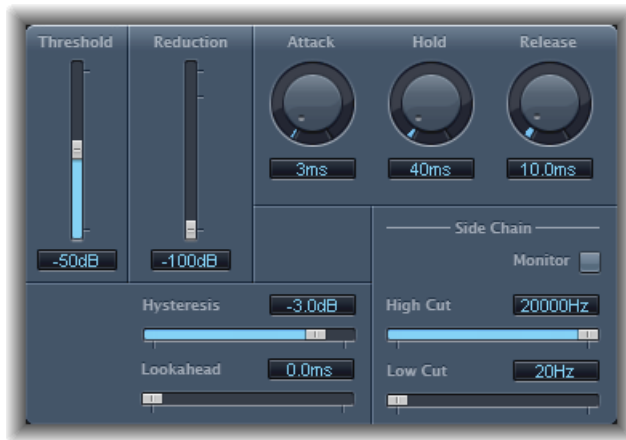 Threshold Reduction Attack Hold Release
3ms 40ms 10.0ms
-50dB -100dB
Side Chain
Monitor
Hysteresis -3.0dB High Cut 20000Hz
Lookahead 0.0ms Low Cut 20Hz